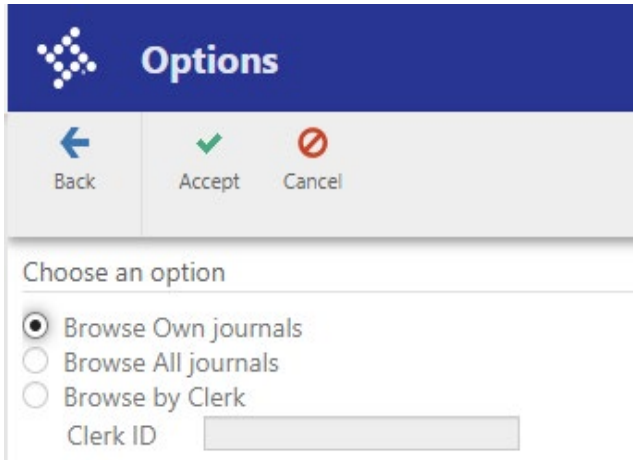 Options
Back Accept Cancel
Choose an option
Browse Own journals
Browse All journals
Browse by Clerk
Clerk ID